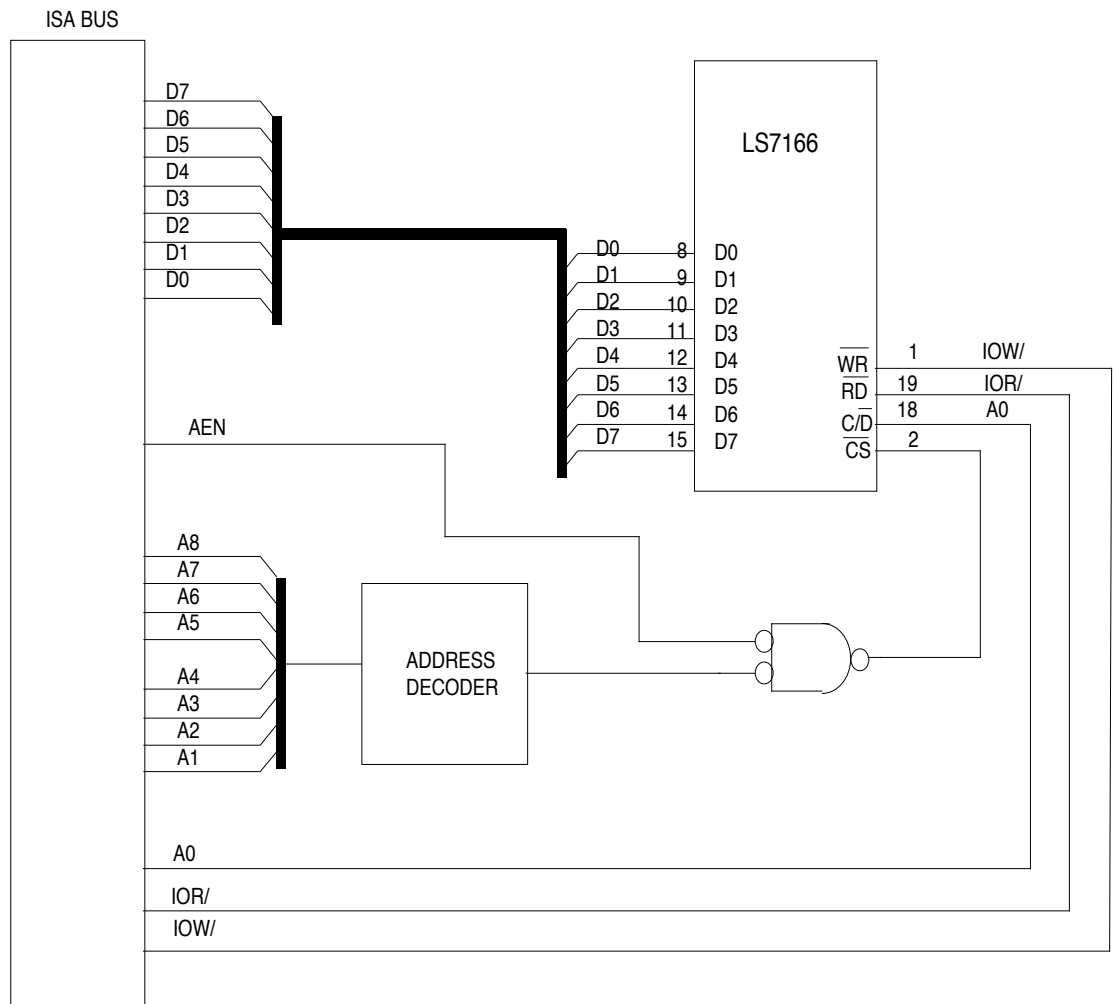 ISA BUS
D7
D6
D5
D4
D3
D2
D1
D0
LS7166
D0 8 D0
D1 9 D1
D2 10 D2
D3 11 D3
D4 12 D4
D5 13 D5
D6 14 D6
D7 15 D7
WR 1 IOW/
RD 19 IOR/
C/D 18 A0
CS 2
AEN
A8
A7
A6
A5
A4
A3
A2
A1
ADDRESS
DECODER
A0
IOR/
IOW/